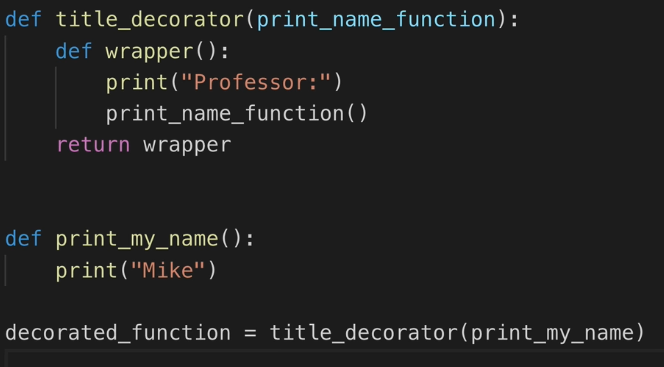 def title_decorator(print_name_function):
    def wrapper():
        print("Professor:")
        print_name_function()
    return wrapper
def print_my_name():
    print("Mike")
decorated_function = title_decorator(print_my_name)